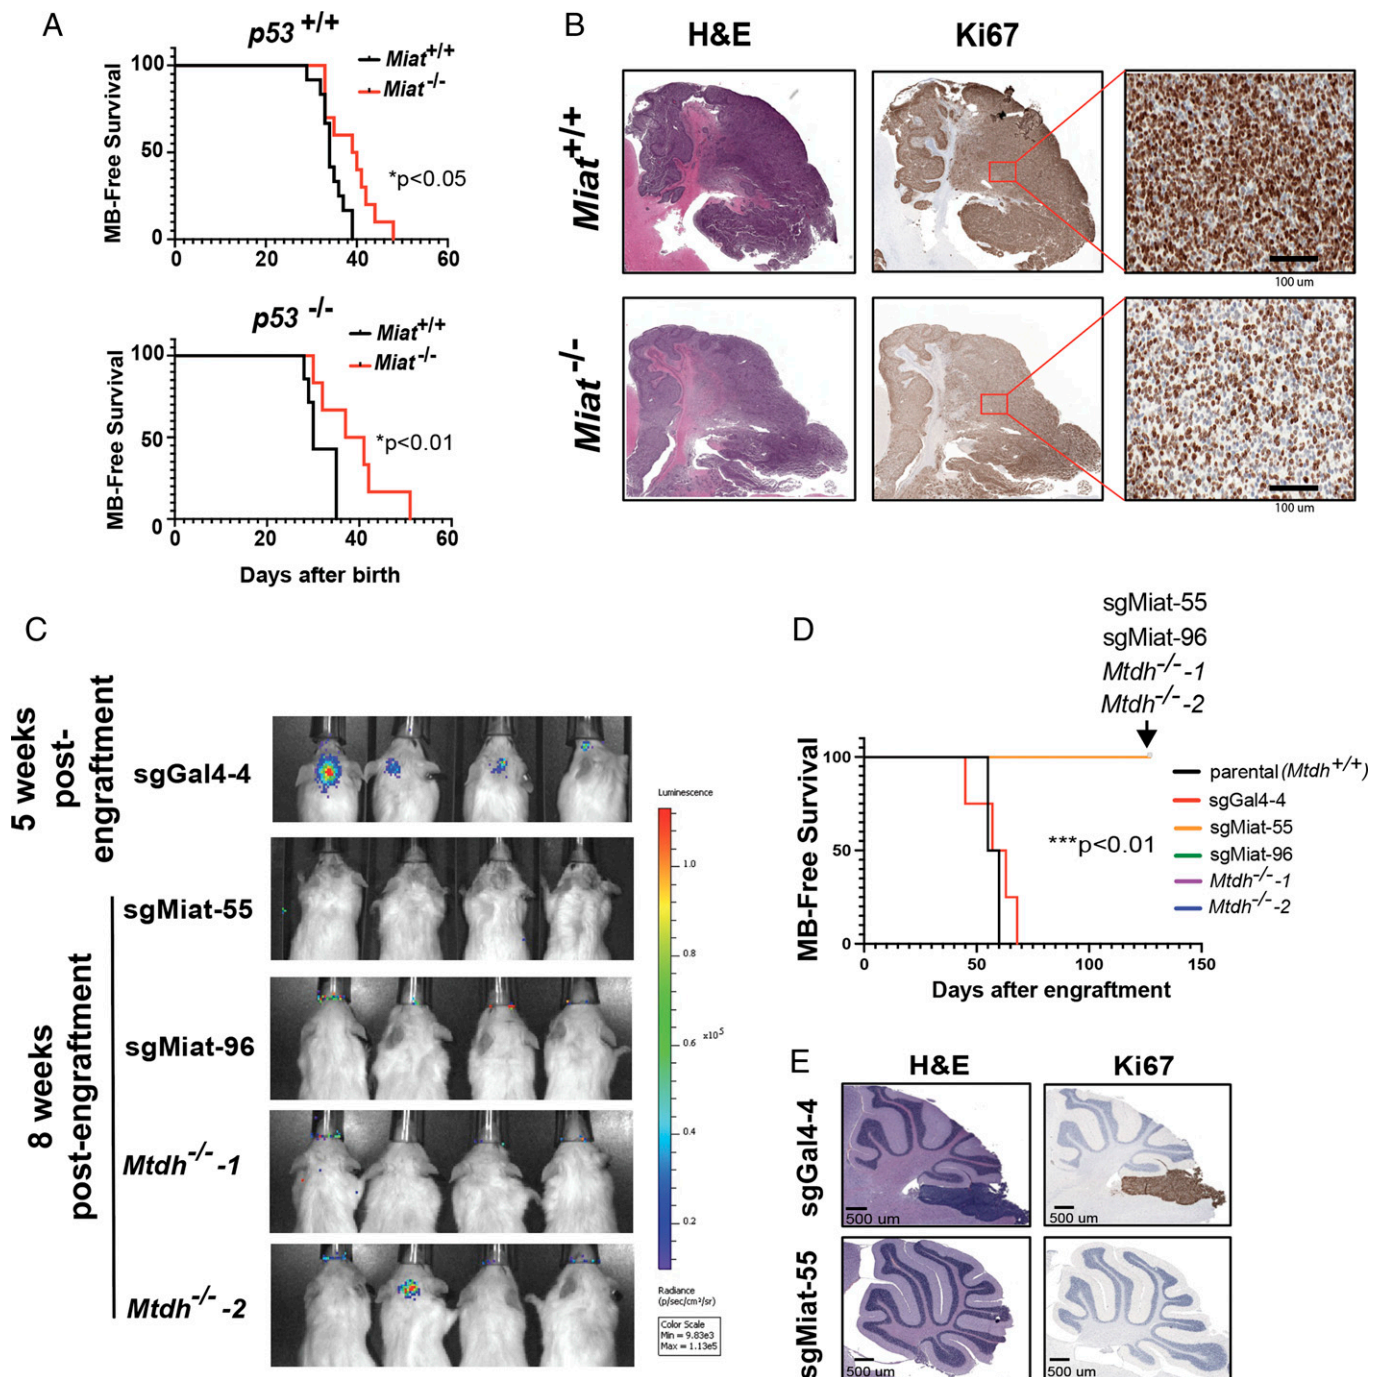 A
p53 +/+
MB-Free Survival
100
50
0
0 20 40 60
Miat+/+
Miat-/-
*p<0.05
p53 -/-
MB-Free Survival
100
50
0
0 20 40 60
Miat+/+
Miat-/-
*p<0.01
Days after birth
B
H&E Ki67
Miat+/+
100 um
Miat-/-
100 um
C
5 weeks
post-
engraftment
sgGal4-4
8 weeks
post-engraftment
sgMiat-55
sgMiat-96
Mtdh-/- -1
Mtdh-/- -2
Luminescence
1.0
0.8
0.6
x10^5
0.4
0.2
Radiance
(p/sec/cm²/sr)
Color Scale
Min = 9.83e3
Max = 1.13e5
D
sgMiat-55
sgMiat-96
Mtdh-/- -1
Mtdh-/- -2
MB-Free Survival
100
50
0
0 50 100 150
Days after engraftment
***p<0.01
parental (Mtdh+/+)
sgGal4-4
sgMiat-55
sgMiat-96
Mtdh-/- -1
Mtdh-/- -2
E
H&E Ki67
sgGal4-4
500 um 500 um
sgMiat-55
500 um 500 um